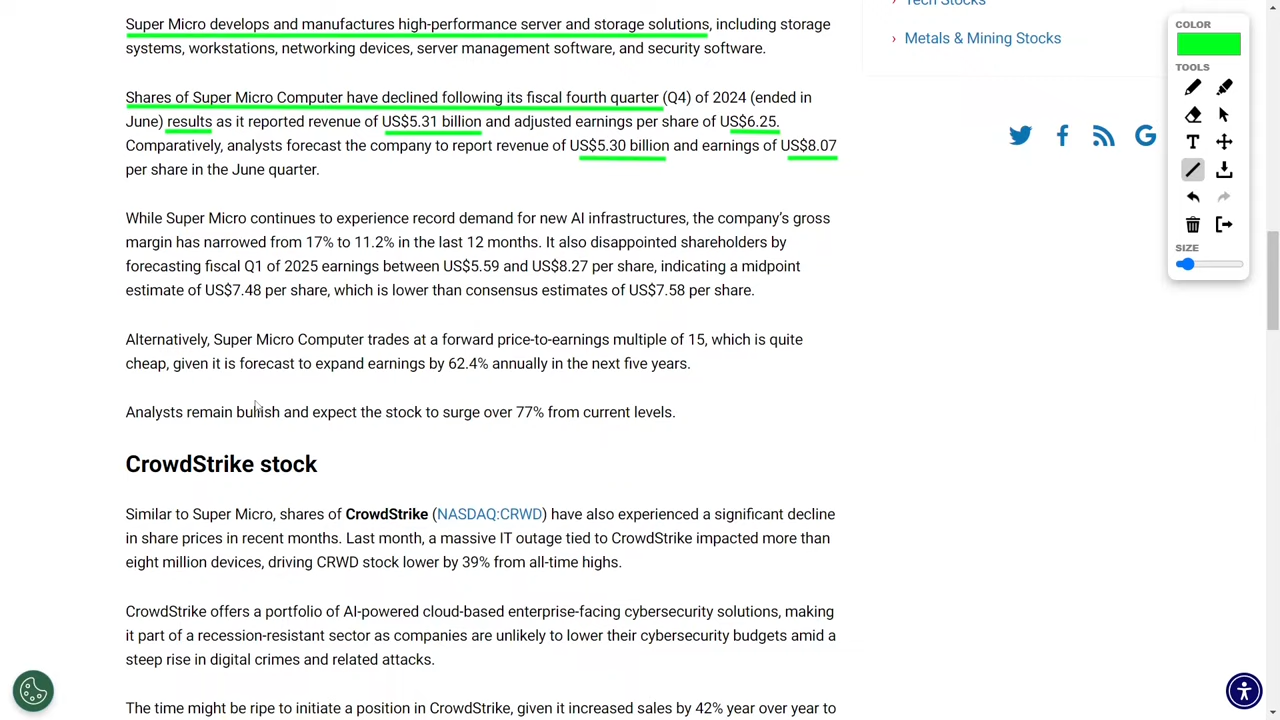 Super Micro develops and manufactures high-performance server and storage solutions, including storage
systems, workstations, networking devices, server management software, and security software.
Shares of Super Micro Computer have declined following its fiscal fourth quarter (Q4) of 2024 (ended in
June) results as it reported revenue of US$5.31 billion and adjusted earnings per share of US$6.25.
Comparatively, analysts forecast the company to report revenue of US$5.30 billion and earnings of US$8.07
per share in the June quarter.
While Super Micro continues to experience record demand for new AI infrastructures, the company's gross
margin has narrowed from 17% to 11.2% in the last 12 months. It also disappointed shareholders by
forecasting fiscal Q1 of 2025 earnings between US$5.59 and US$8.27 per share, indicating a midpoint
estimate of US$7.48 per share, which is lower than consensus estimates of US$7.58 per share.
Alternatively, Super Micro Computer trades at a forward price-to-earnings multiple of 15, which is quite
cheap, given it is forecast to expand earnings by 62.4% annually in the next five years.
Analysts remain bullish and expect the stock to surge over 77% from current levels.
CrowdStrike stock
Similar to Super Micro, shares of CrowdStrike (NASDAQ:CRWD) have also experienced a significant decline
in share prices in recent months. Last month, a massive IT outage tied to CrowdStrike impacted more than
eight million devices, driving CRWD stock lower by 39% from all-time highs.
CrowdStrike offers a portfolio of AI-powered cloud-based enterprise-facing cybersecurity solutions, making
it part of a recession-resistant sector as companies are unlikely to lower their cybersecurity budgets amid a
steep rise in digital crimes and related attacks.
The time might be ripe to initiate a position in CrowdStrike, given it increased sales by 42% year over year to
Tech Stocks
Metals & Mining Stocks
COLOR
TOOLS
T
SIZE